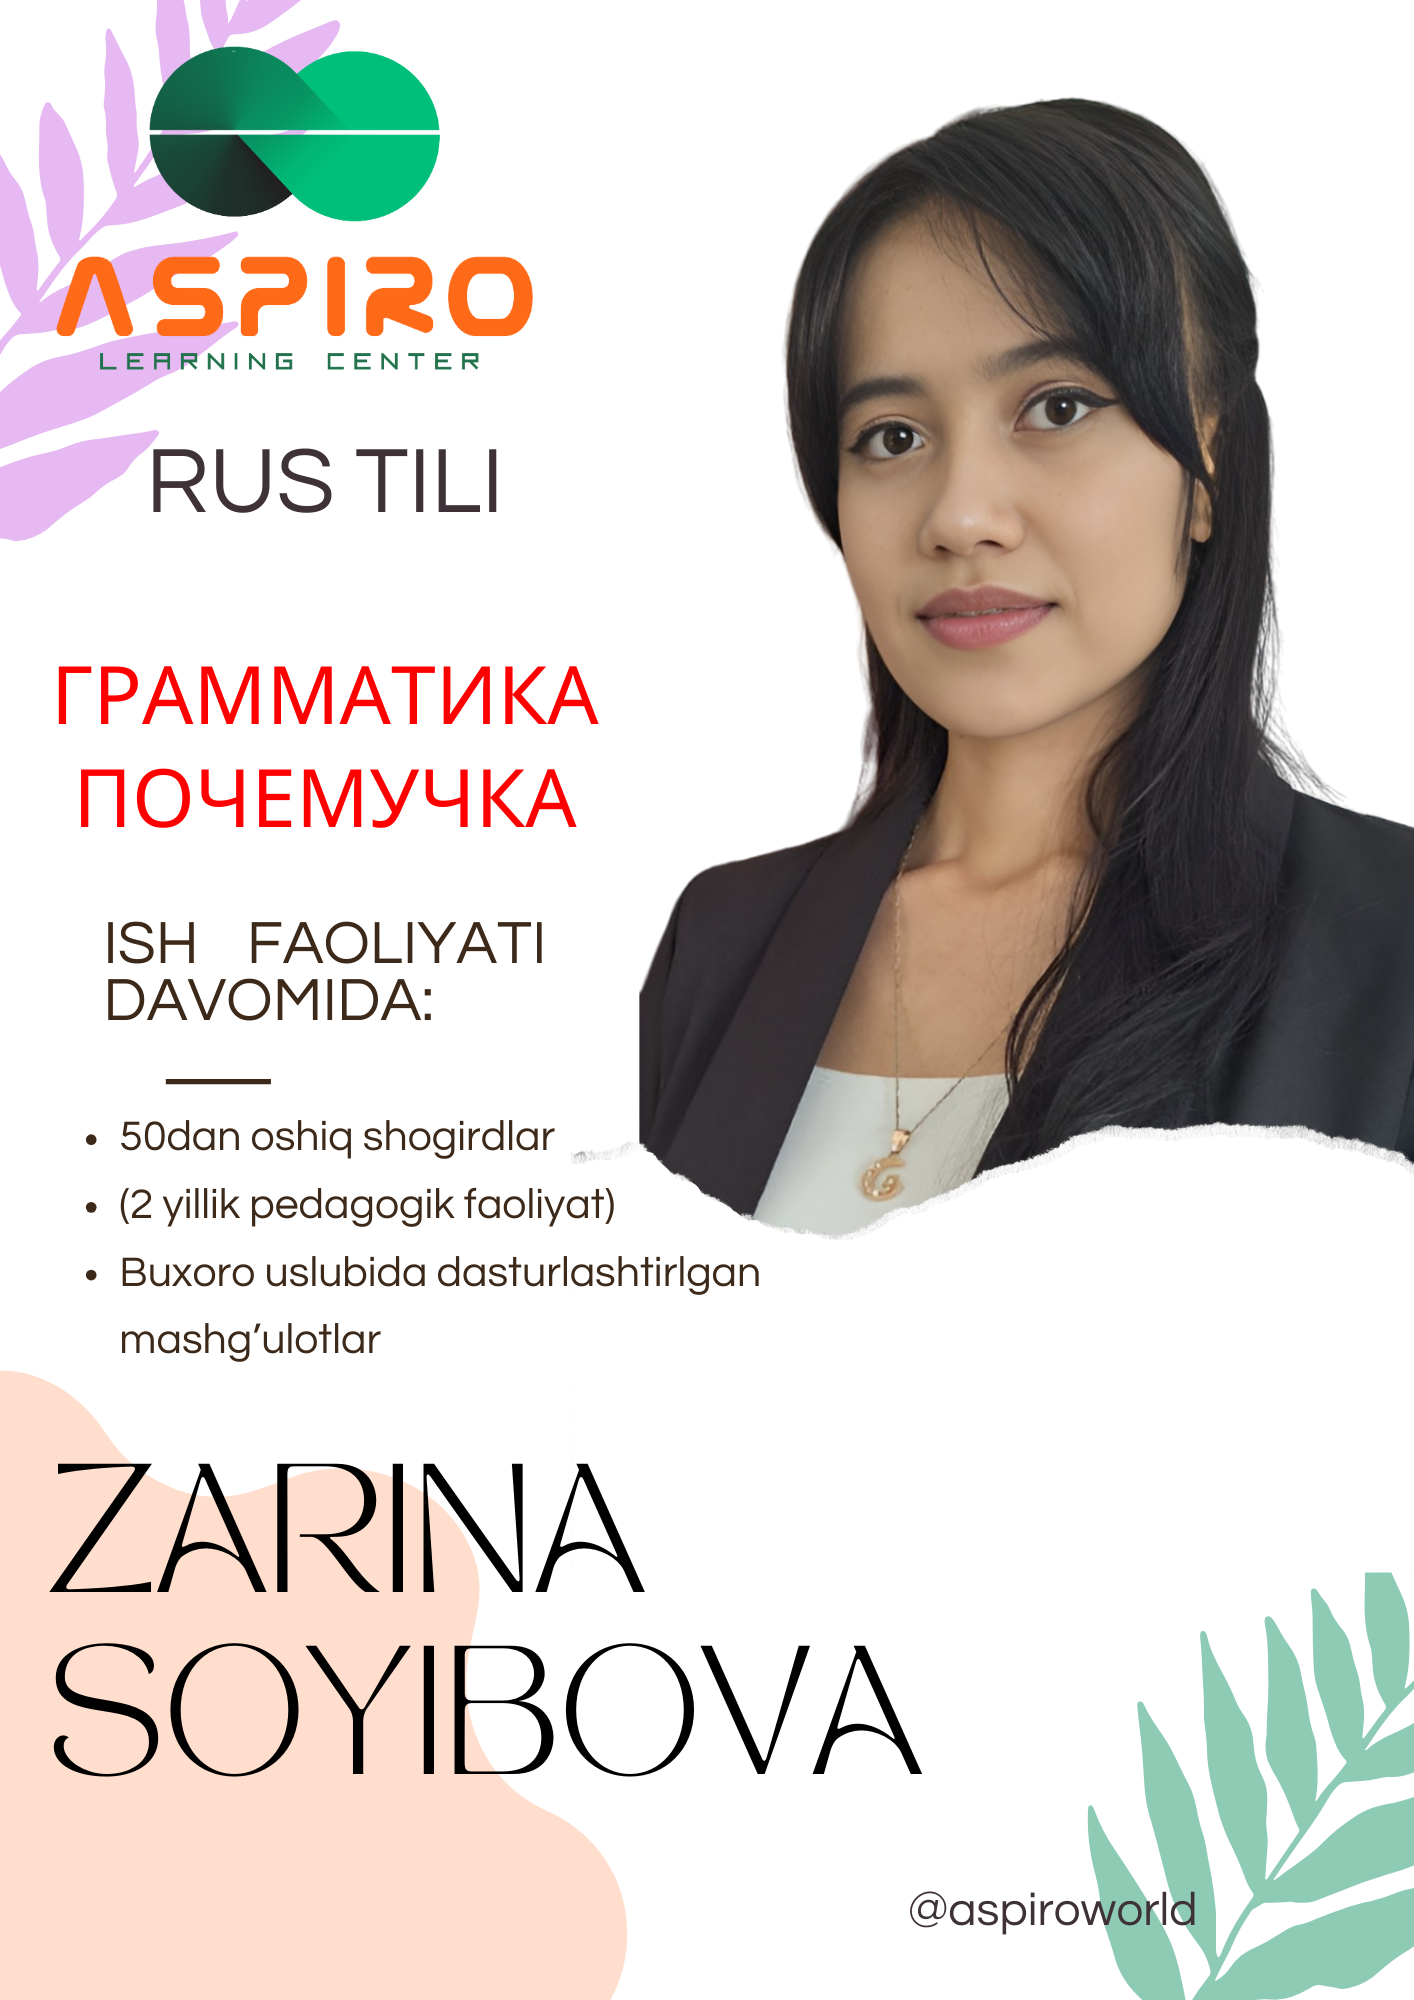 ASPIRO
LEARNING CENTER
RUS TILI
ГРАММАТИКА
ПОЧЕМУЧКА
ISH FAOLIYATI
DAVOMIDA:
• 50dan oshiq shogirdlar
• (2 yillik pedagogik faoliyat)
• Buxoro uslubida dasturlashtirlgan
mashg’ulotlar
ZARINA
SOYIBOVA
@aspiroworld